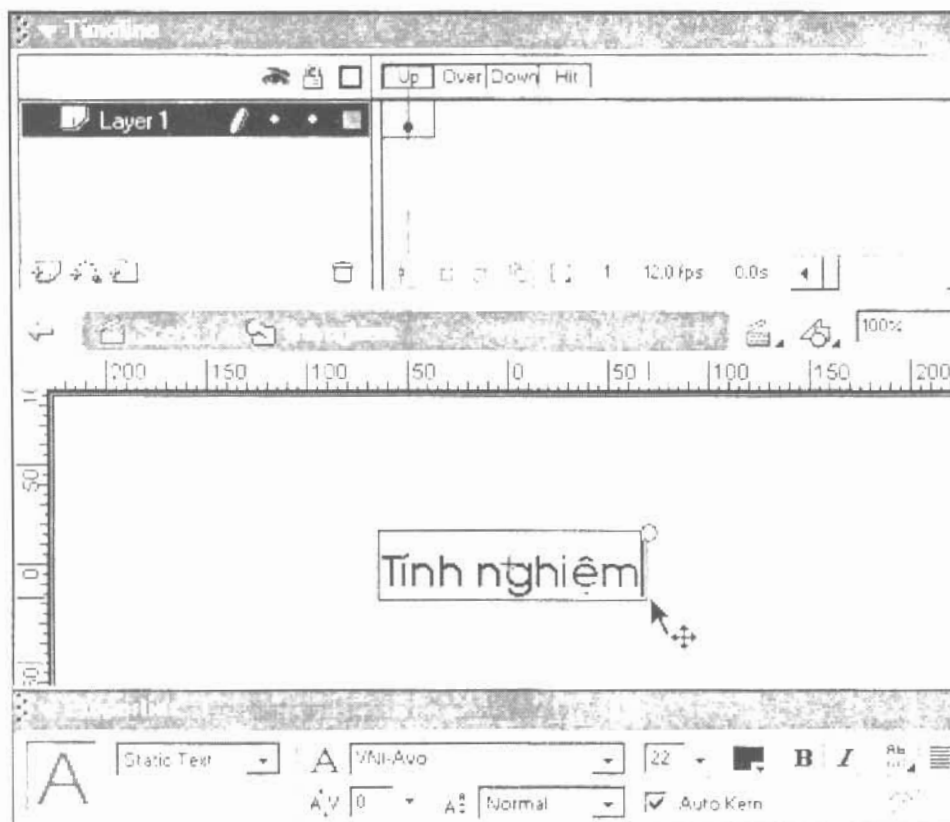 Timeline
Up Over Down Hit
Layer 1
1 12.0 fps 0.0s
100%
200 150 100 50 0 50 100 150 200
50
0
50
Tính nghiệm
A Static Text A VNI-Avo 22 B I
A V 0 A Normal Auto Kern